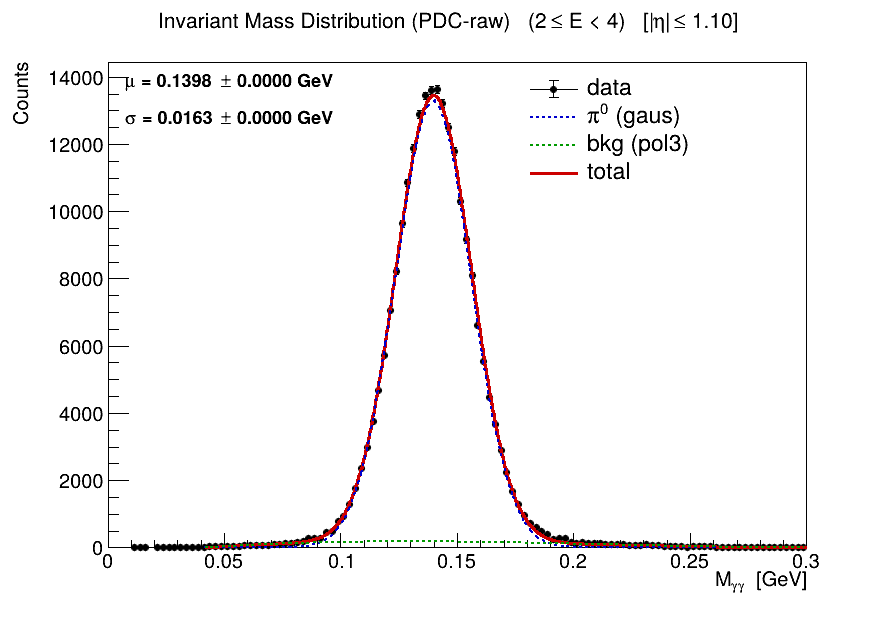 Invariant Mass Distribution (PDC-raw) (2 ≤ E < 4) [|η| ≤ 1.10]
Counts
μ = 0.1398 ± 0.0000 GeV
σ = 0.0163 ± 0.0000 GeV
data
π⁰ (gaus)
bkg (pol3)
total
14000
12000
10000
8000
6000
4000
2000
0
0 0.05 0.1 0.15 0.2 0.25 0.3
Mγγ [GeV]